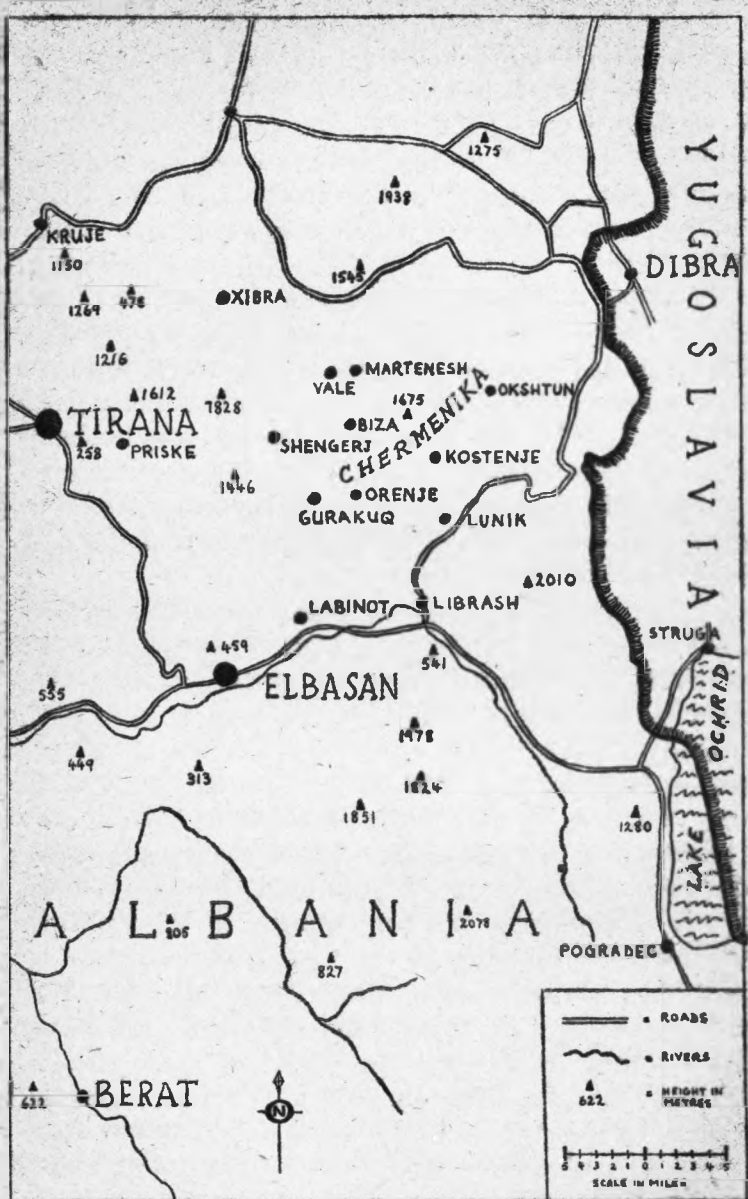 1275
1938
YUGOSLAVIA
KRUJE
1150
1545
DIBRA
1269
478
XIBRA
1216
MARTENESH
VALE
OKSHTUN
1612
7828
1675
TIRANA
BIZA
CHERMENIKA
258
PRISKE
SHENGERJ
KOSTENJE
1446
ORENJE
GURAKUQ
LUNIK
2010
LIBRASH
LABINOT
STRUGA
459
541
535
ELBASAN
LAKE OCHRID
1978
449
313
1824
1851
1280
ALBANIA
805
2078
827
POGRADEC
ROADS
RIVERS
622
HEIGHT IN
METRES
622
BERAT
N
5 4 3 2 1 0 1 2 3 4 5
SCALE IN MILES